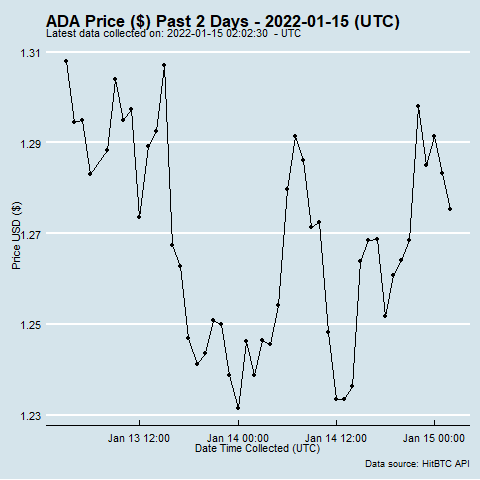 ADA Price ($) Past 2 Days - 2022-01-15 (UTC)
Latest data collected on: 2022-01-15 02:02:30 - UTC
1.31
1.29
1.27
1.25
1.23
Price USD ($)
Jan 13 12:00
Jan 14 00:00
Jan 14 12:00
Jan 15 00:00
Date Time Collected (UTC)
Data source: HitBTC API